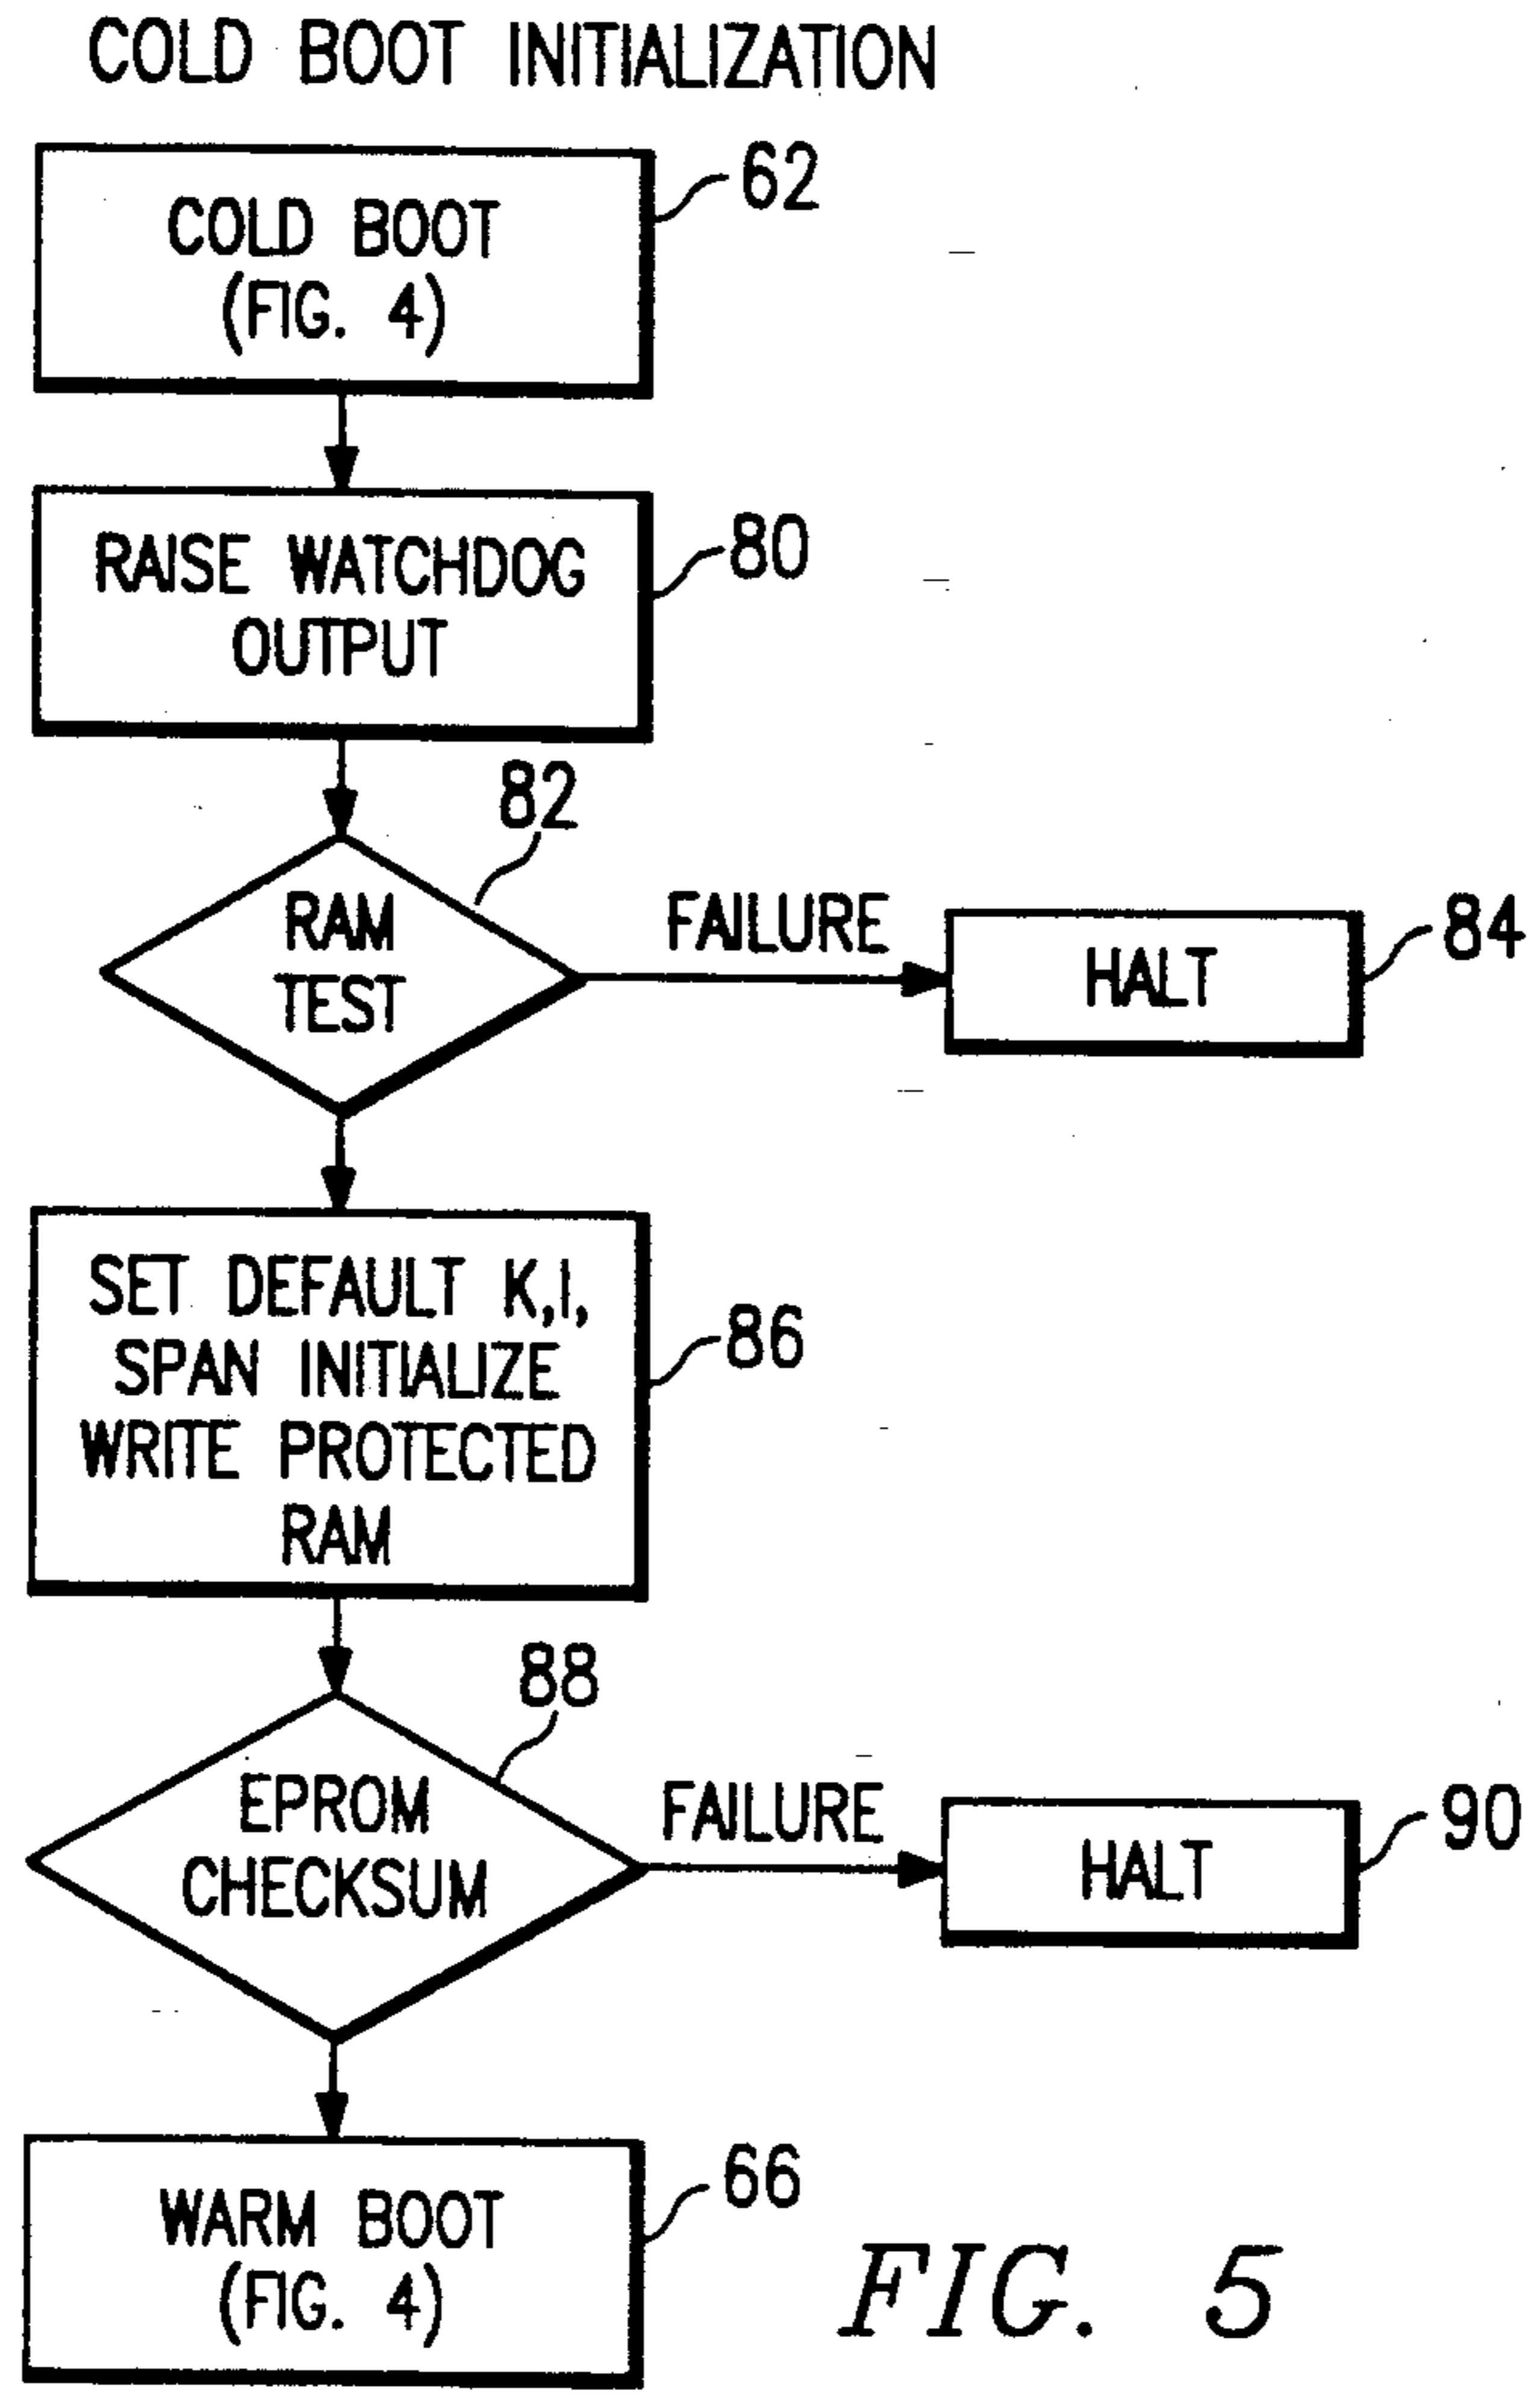 COLD BOOT INITIALIZATION
COLD BOOT
(FIG. 4)
62
RAISE WATCHDOG
OUTPUT
80
82
RAM
TEST
FAILURE
HALT
84
SET DEFAULT K,I,
SPAN INITIALIZE
WRITE PROTECTED
RAM
86
88
EPROM
CHECKSUM
FAILURE
HALT
90
WARM BOOT
(FIG. 4)
66
FIG. 5